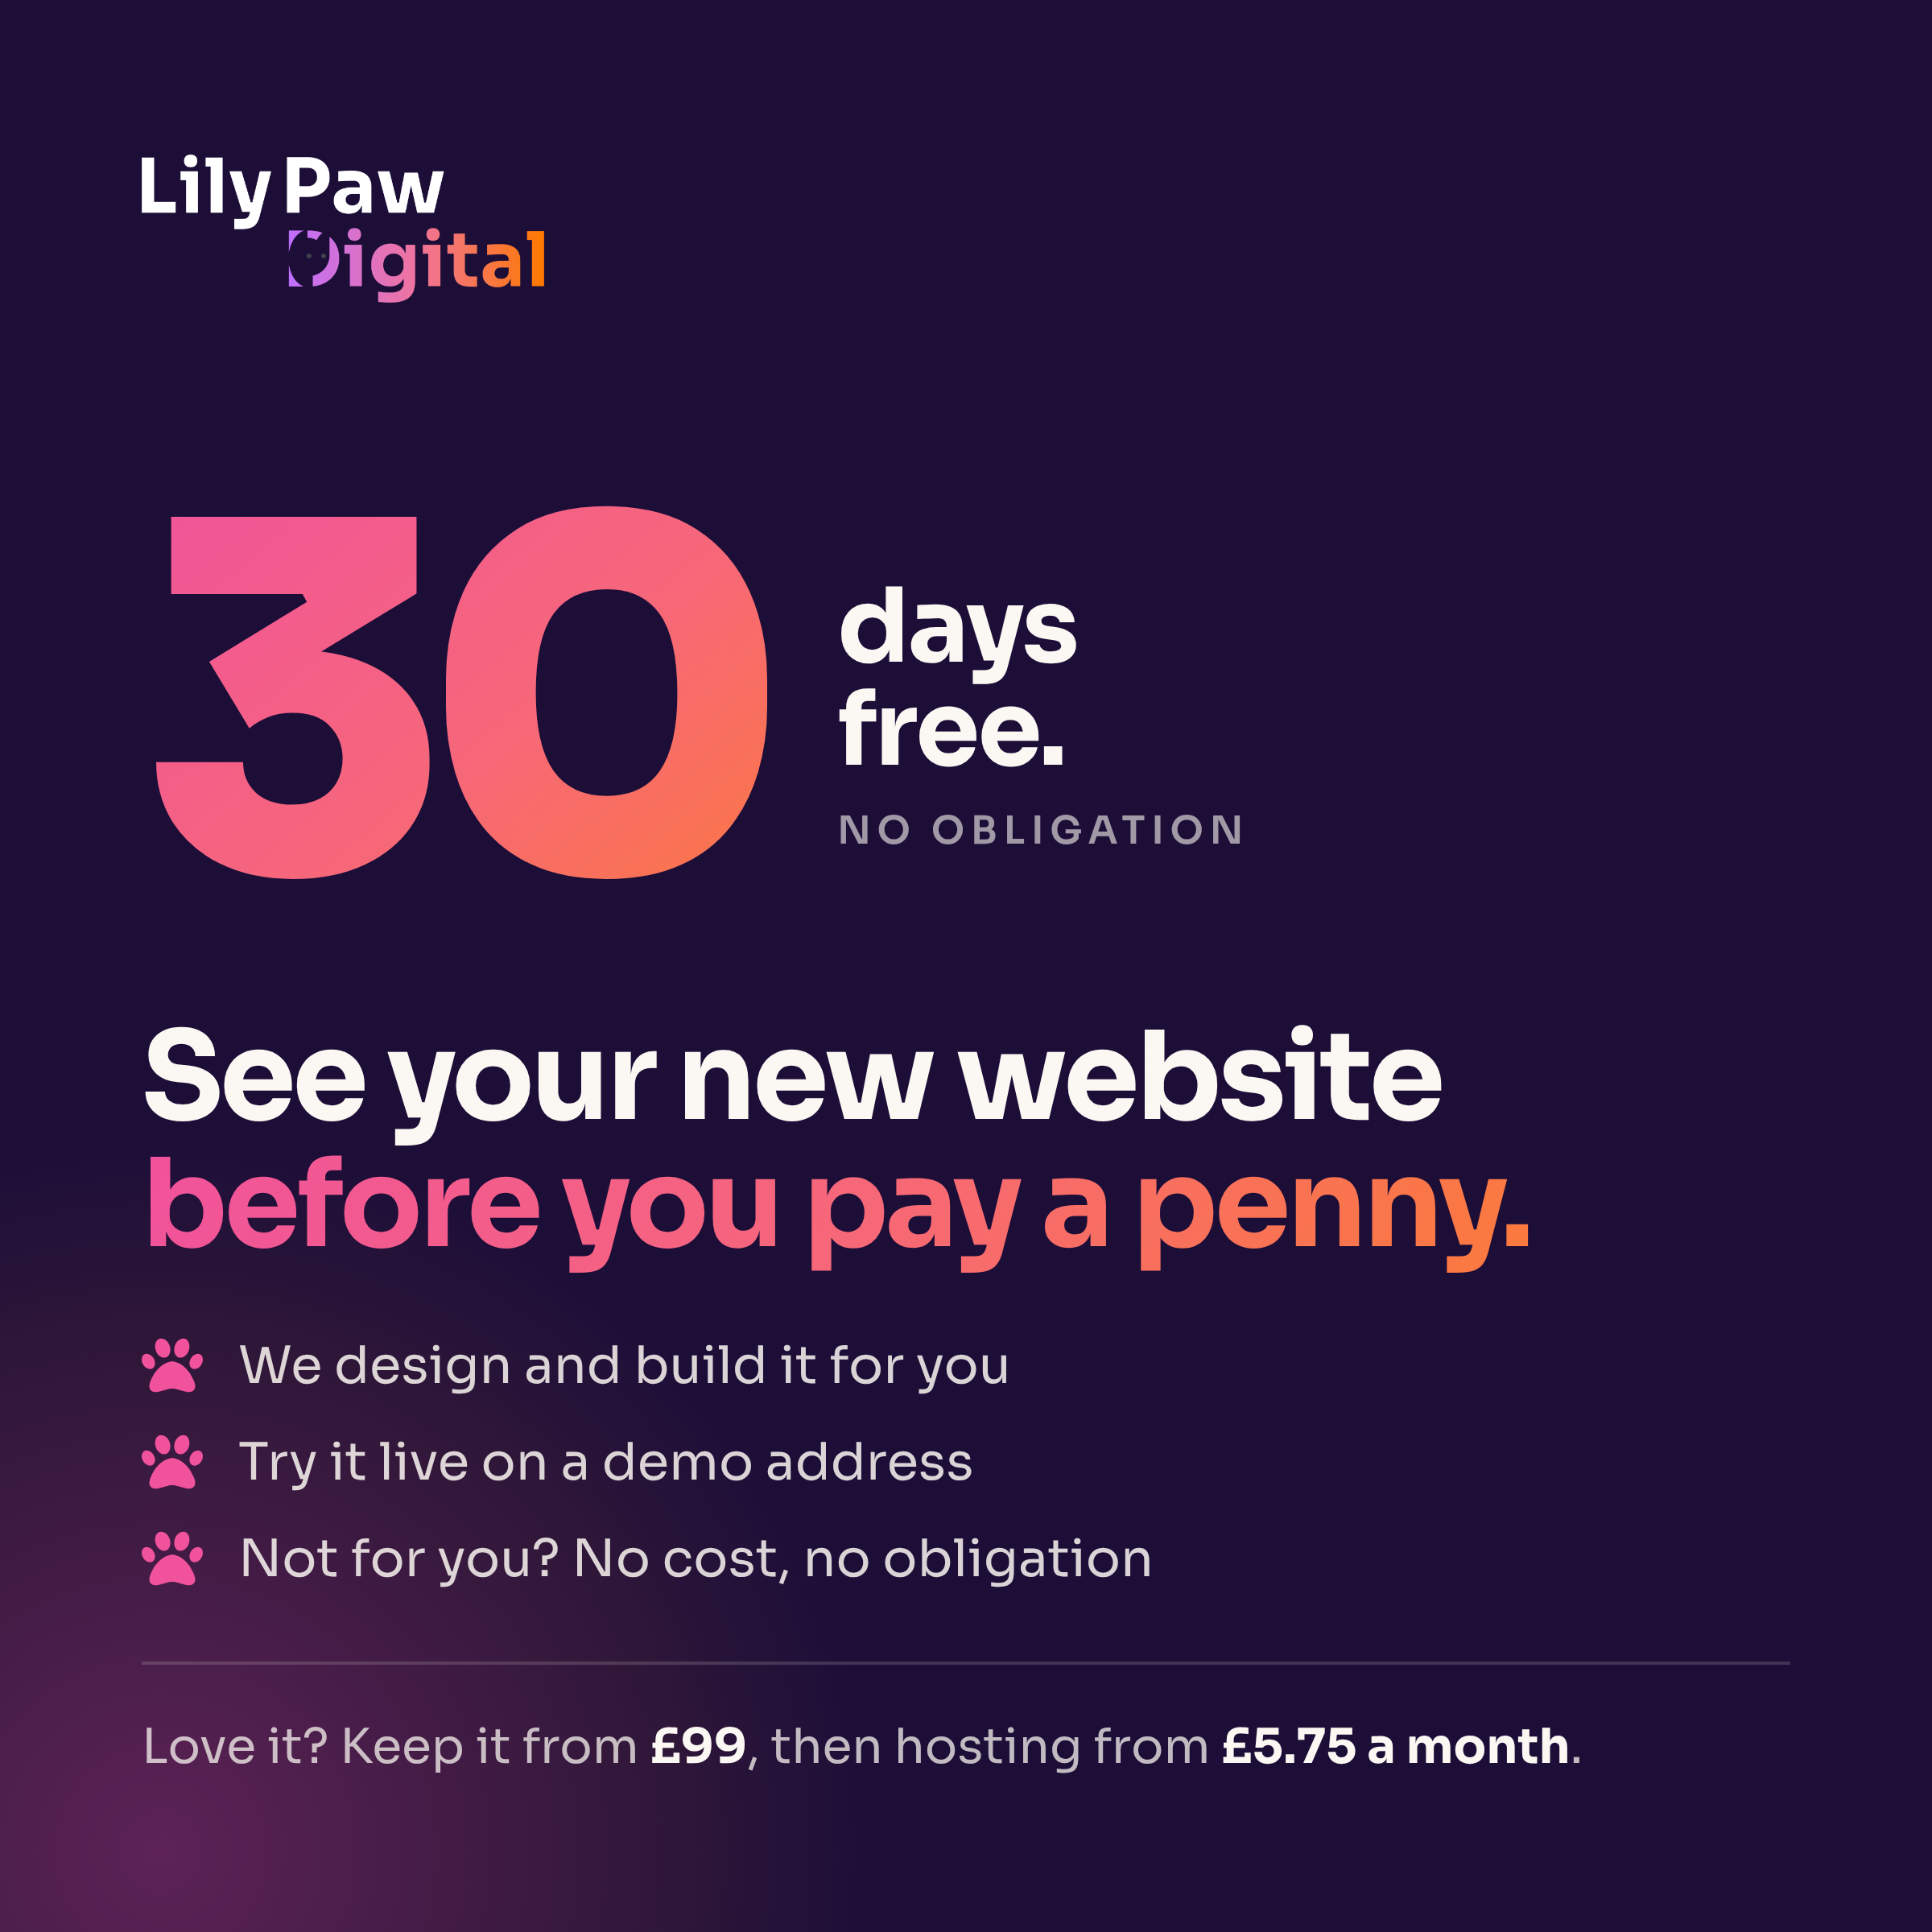 Lily Paw
Digital
30
days
free.
NO OBLIGATION
See your new website
before you pay a penny.
We design and build it for you
Try it live on a demo address
Not for you? No cost, no obligation
Love it? Keep it from £99, then hosting from £5.75 a month.